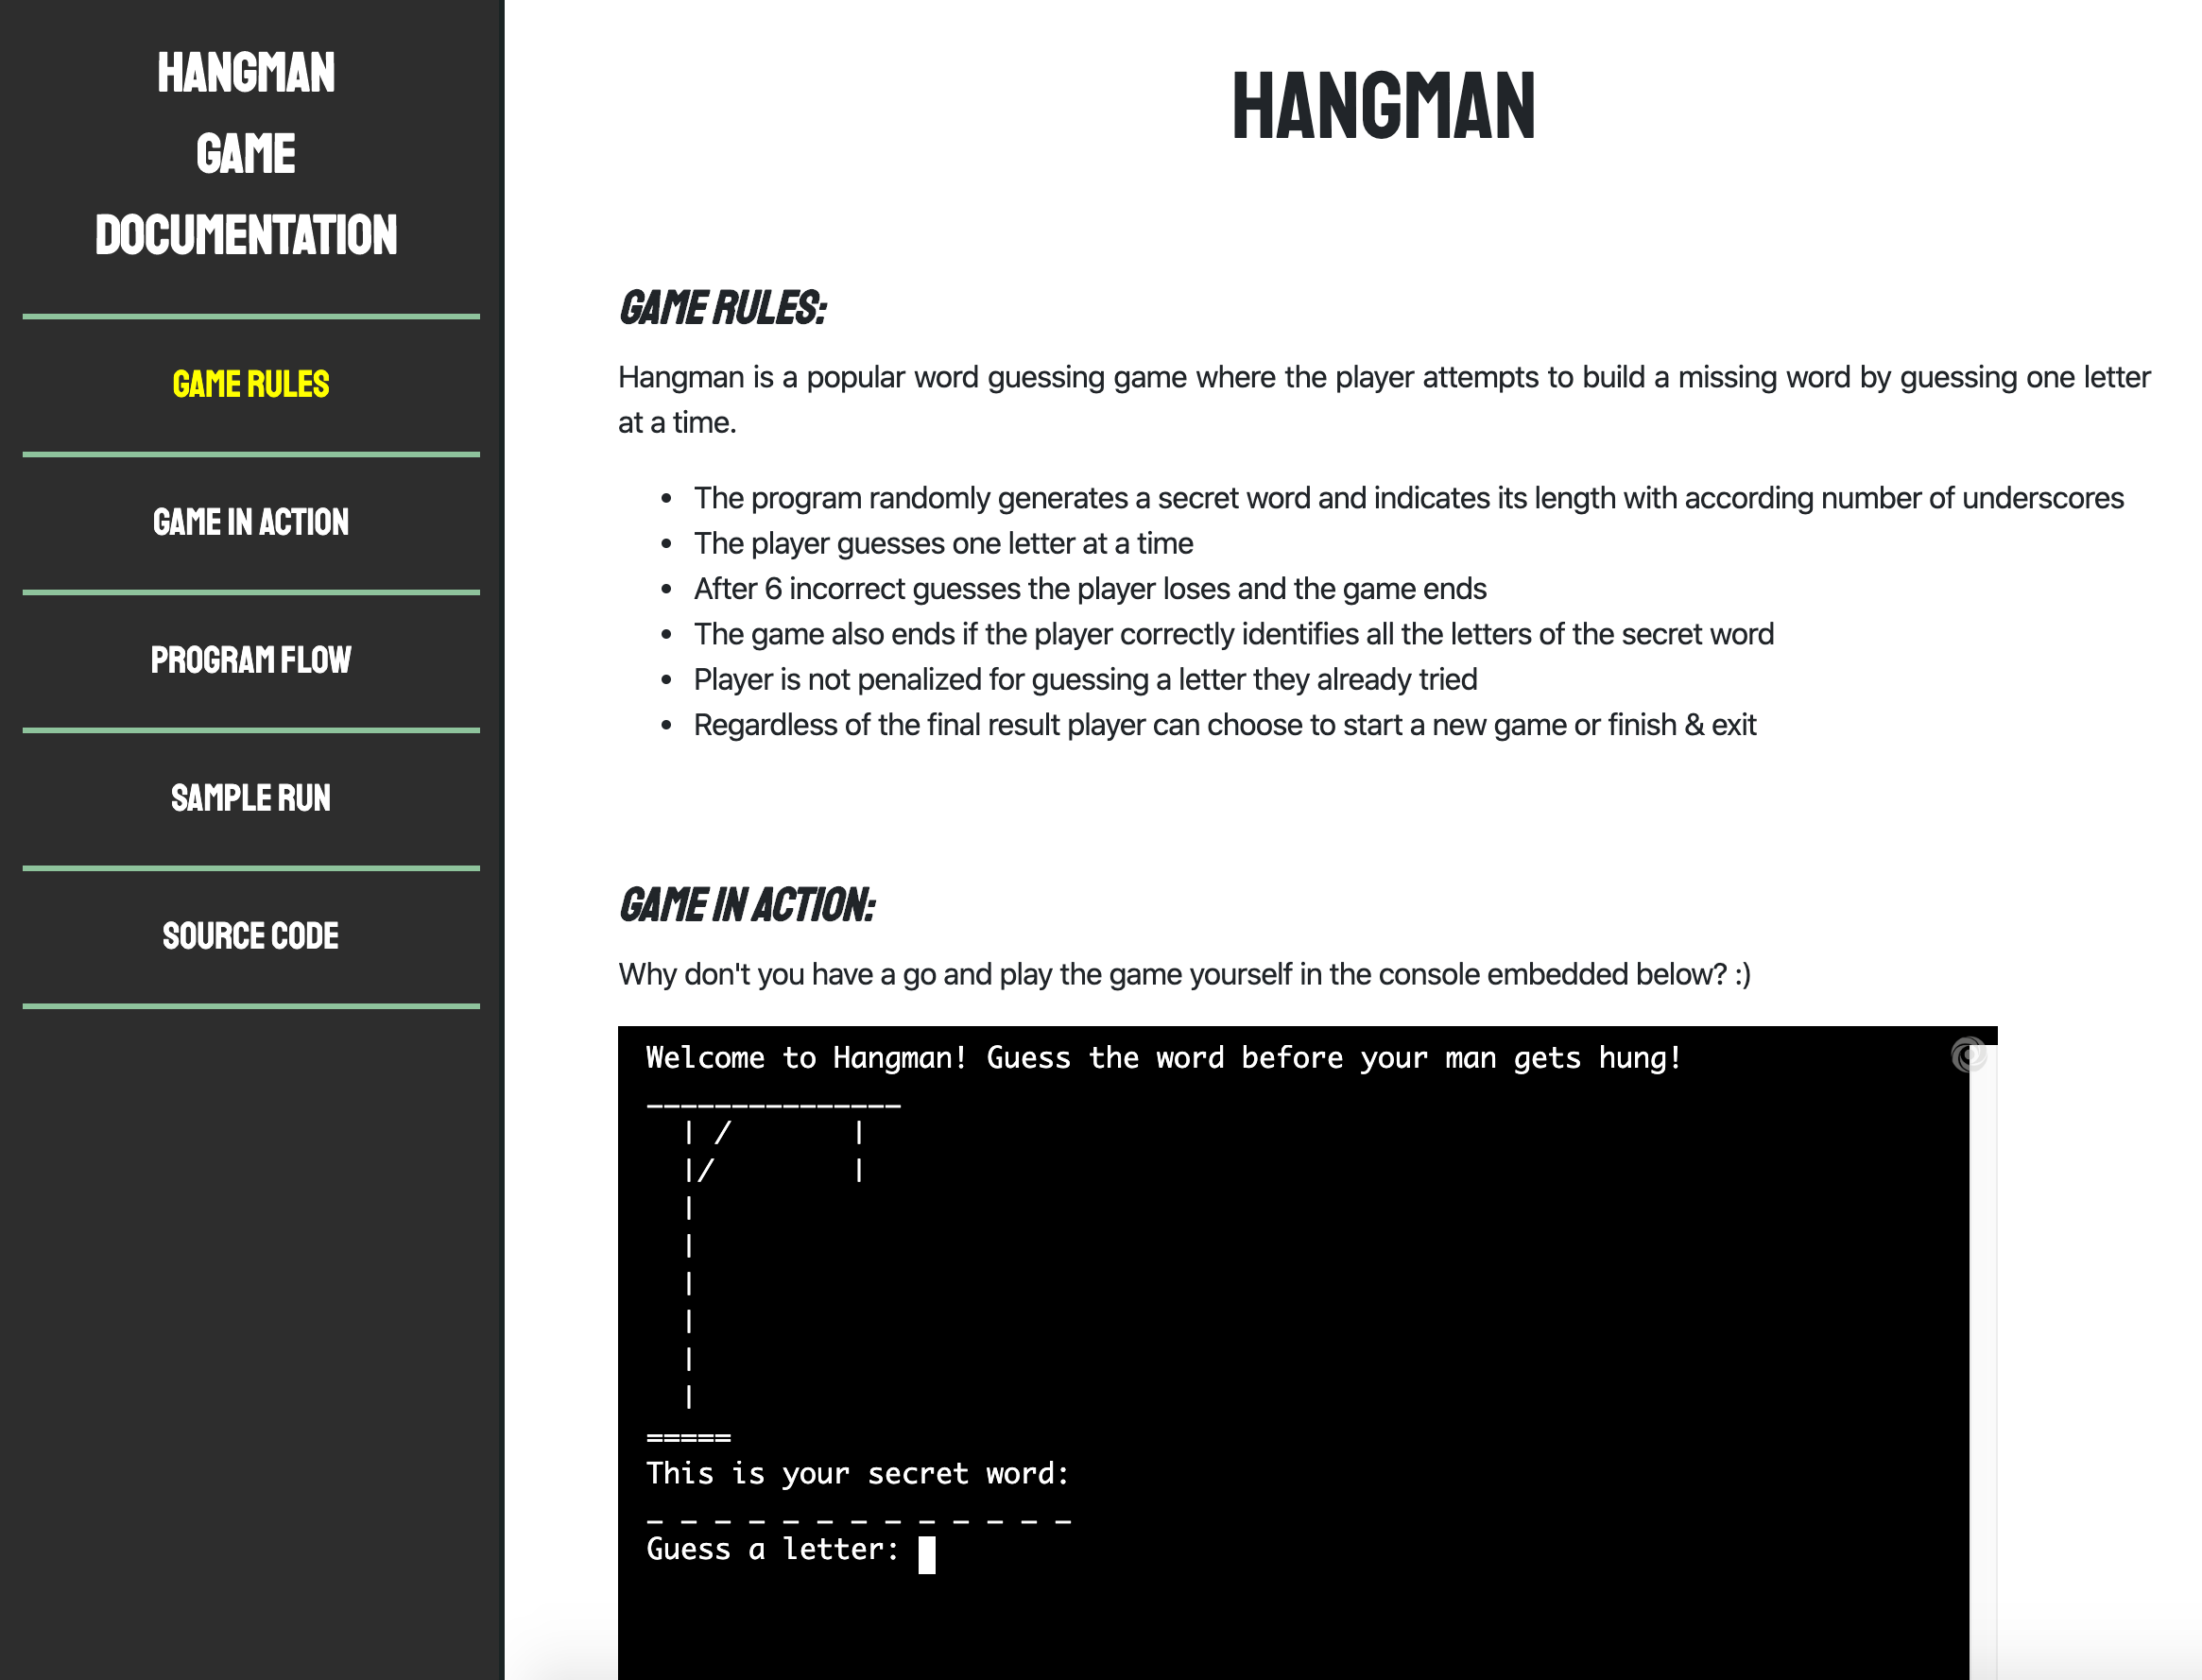 HANGMAN
GAME
DOCUMENTATION
GAME RULES
GAME IN ACTION
PROGRAM FLOW
SAMPLE RUN
SOURCE CODE
HANGMAN
GAME RULES:
Hangman is a popular word guessing game where the player attempts to build a missing word by guessing one letter
at a time.
• The program randomly generates a secret word and indicates its length with according number of underscores
• The player guesses one letter at a time
• After 6 incorrect guesses the player loses and the game ends
• The game also ends if the player correctly identifies all the letters of the secret word
• Player is not penalized for guessing a letter they already tried
• Regardless of the final result player can choose to start a new game or finish & exit
GAME IN ACTION:
Why don't you have a go and play the game yourself in the console embedded below? :)
Welcome to Hangman! Guess the word before your man gets hung!
_______________
| /       |
|/        |
|
|
|
|
|
|
=====
This is your secret word:
_ _ _ _ _ _ _ _ _ _ _ _ _
Guess a letter: